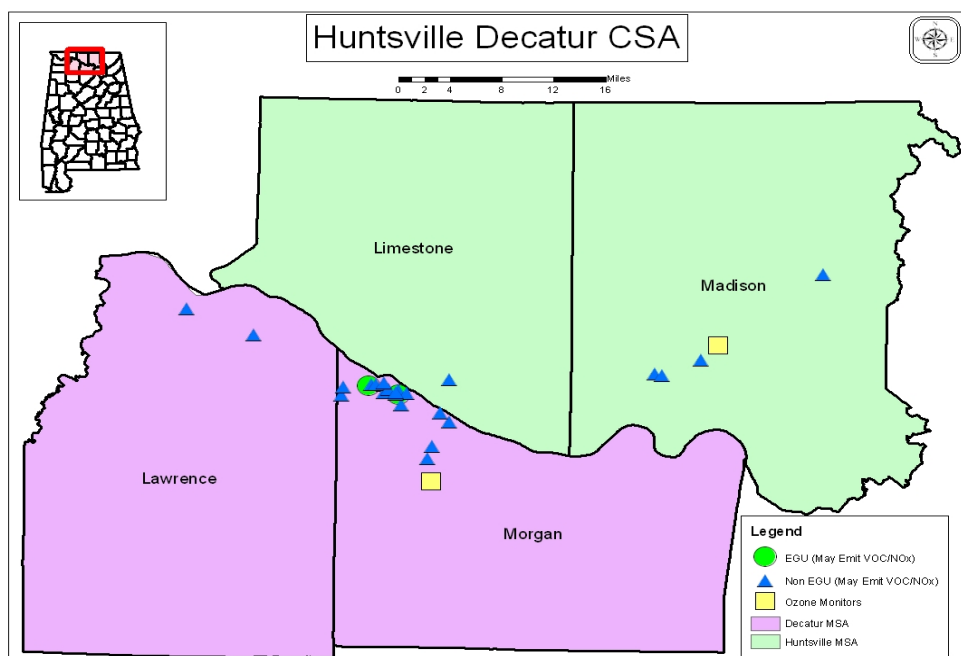 Huntsville Decatur CSA
N
W
E
S
Miles
0 2 4 8 12 16
Limestone
Madison
Lawrence
Morgan
Legend
EGU (May Emit VOC/NOx)
Non EGU (May Emit VOC/NOx)
Ozone Monitors
Decatur MSA
Huntsville MSA